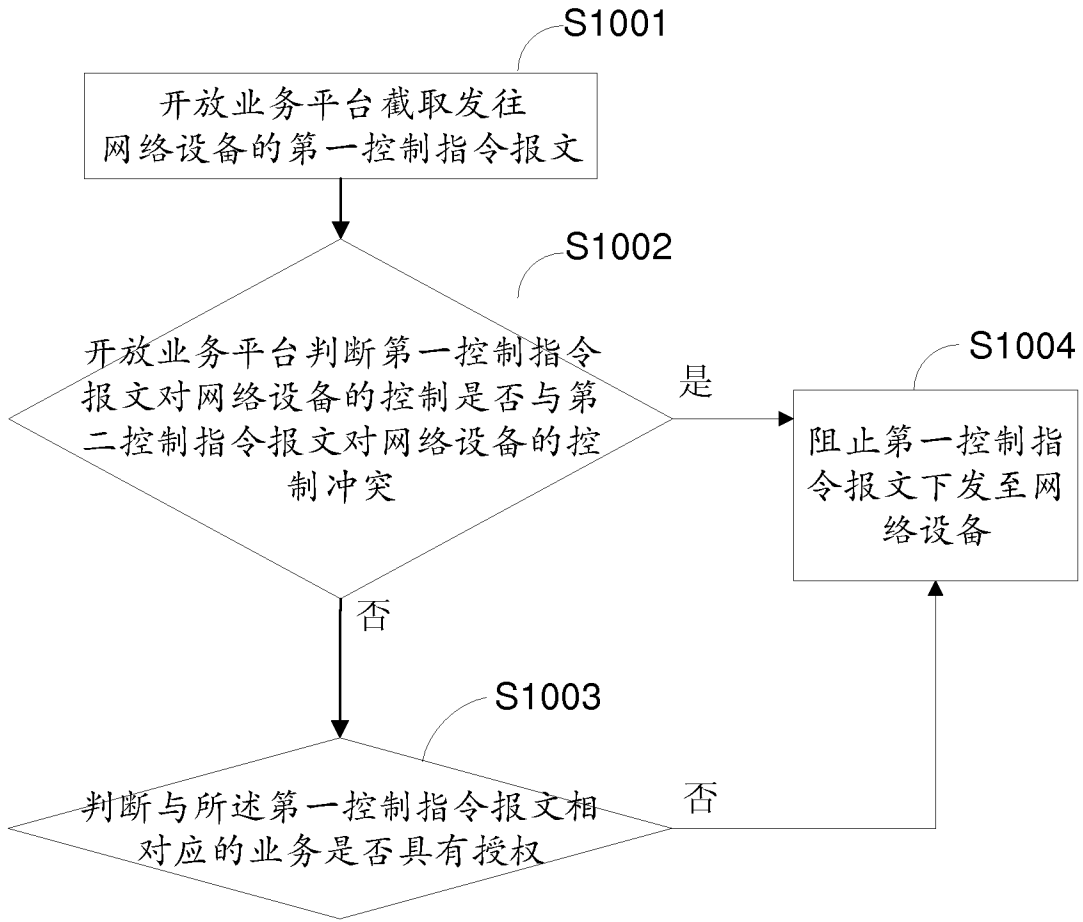 S1001
开放业务平台截取发往
网络设备的第一控制指令报文
S1002
开放业务平台判断第一控制指令
报文对网络设备的控制是否与第
二控制指令报文对网络设备的控
制冲突
是
S1004
阻止第一控制指
令报文下发至网
络设备
否
S1003
判断与所述第一控制指令报文相
对应的业务是否具有授权
否